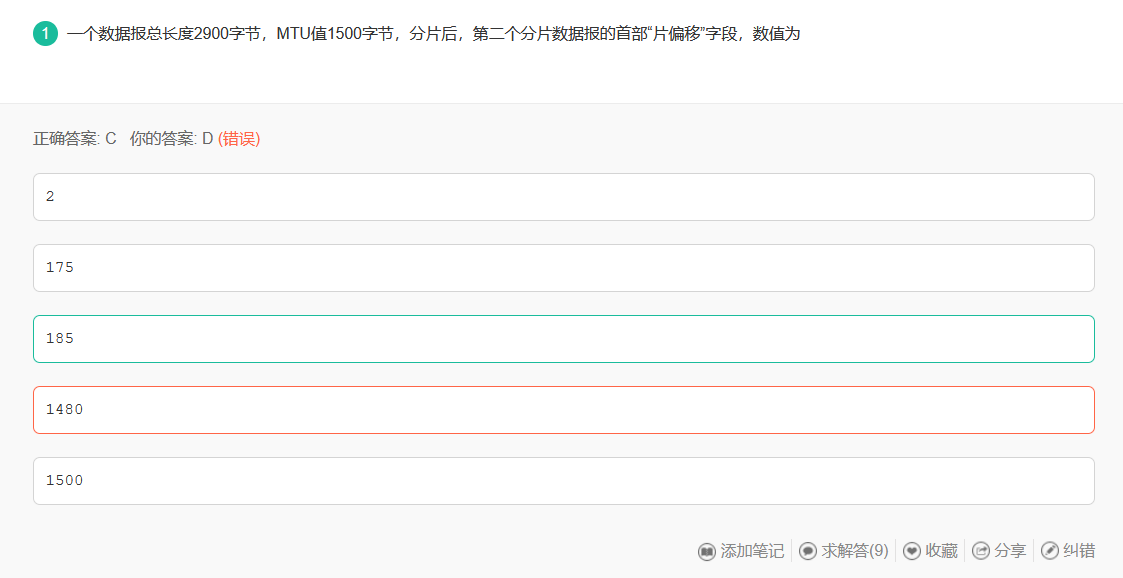 1 一个数据报总长度2900字节，MTU值1500字节，分片后，第二个分片数据报的首部“片偏移”字段，数值为
正确答案: C 你的答案: D (错误)
2
175
185
1480
1500
添加笔记 求解答(9) 收藏 分享 纠错